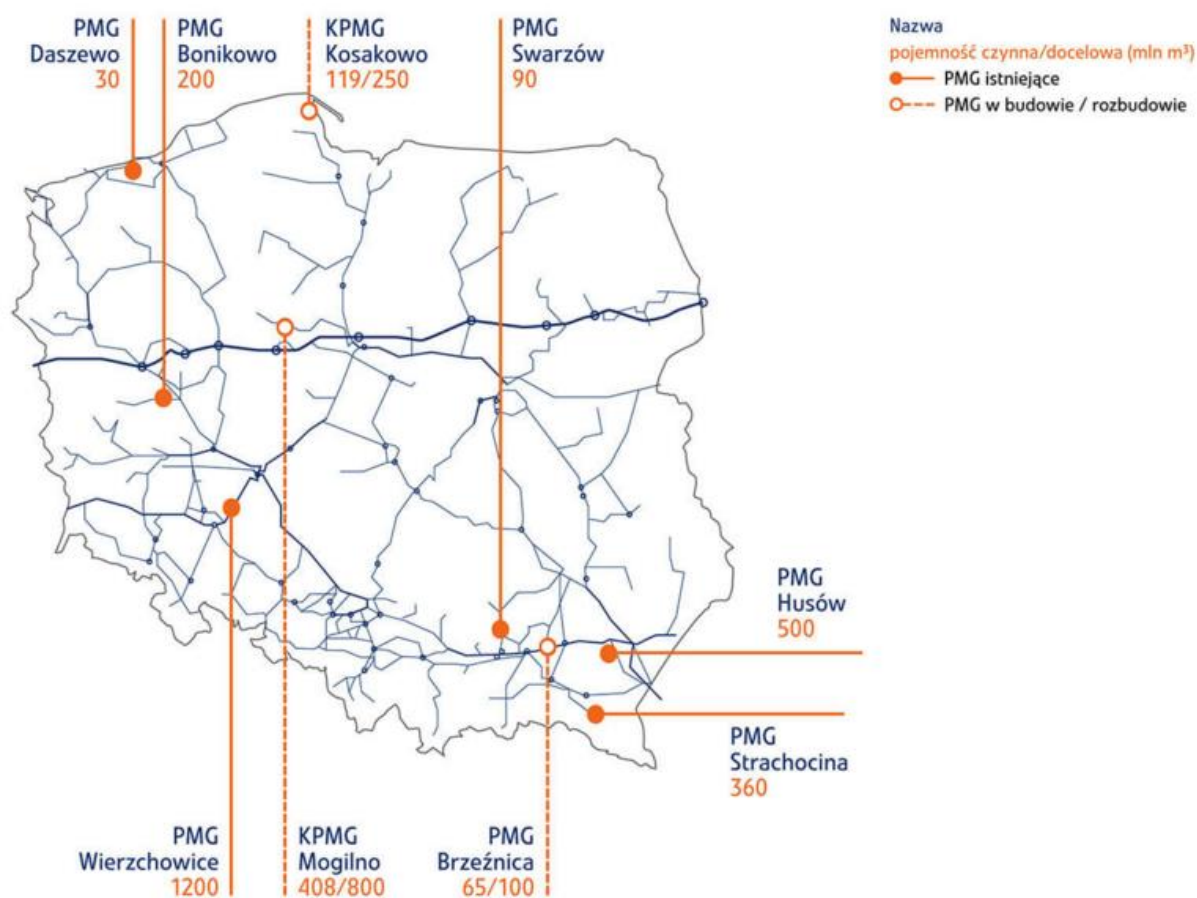 PMG
Daszewo
30
PMG
Bonikowo
200
KPMG
Kosakowo
119/250
PMG
Swarzów
90
Nazwa
pojemność czynna/docelowa (mln m³)
PMG istniejące
PMG w budowie / rozbudowie
PMG
Husów
500
PMG
Strachocina
360
PMG
Wierzchowice
1200
KPMG
Mogilno
408/800
PMG
Brzeźnica
65/100